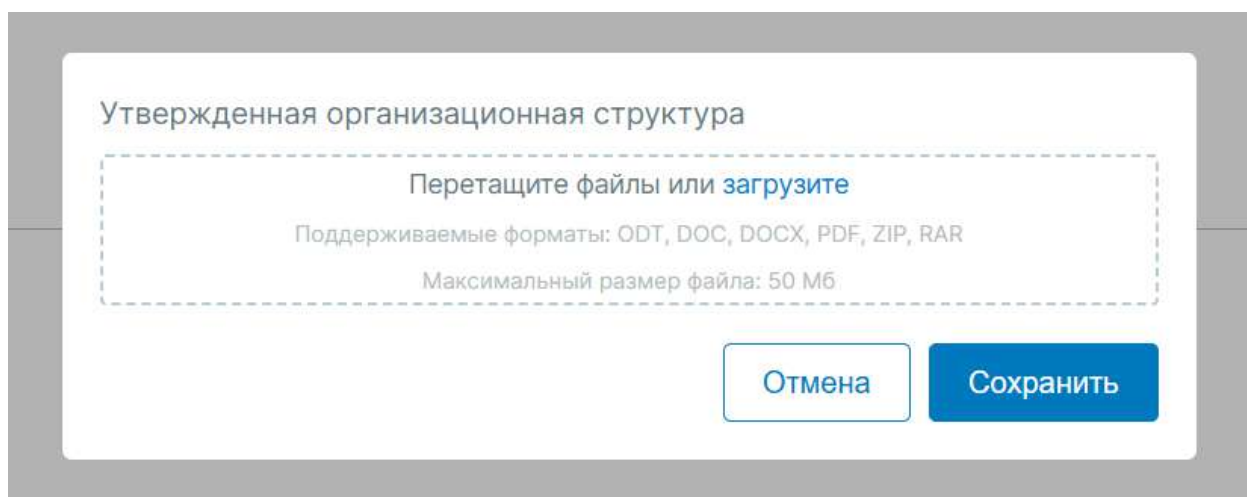 Утвержденная организационная структура
Перетащите файлы или загрузите
Поддерживаемые форматы: ODT, DOC, DOCX, PDF, ZIP, RAR
Максимальный размер файла: 50 Мб
Отмена Сохранить